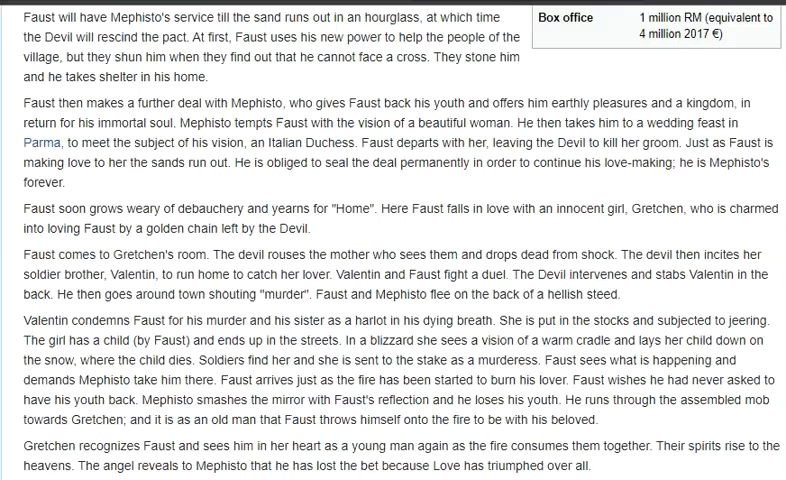 Faust will have Mephisto's service till the sand runs out in an hourglass, at which time
the Devil will rescind the pact. At first, Faust uses his new power to help the people of the
village, but they shun him when they find out that he cannot face a cross. They stone him
and he takes shelter in his home.
Box office 1 million RM (equivalent to
4 million 2017 €)
Faust then makes a further deal with Mephisto, who gives Faust back his youth and offers him earthly pleasures and a kingdom, in
return for his immortal soul. Mephisto tempts Faust with the vision of a beautiful woman. He then takes him to a wedding feast in
Parma, to meet the subject of his vision, an Italian Duchess. Faust departs with her, leaving the Devil to kill her groom. Just as Faust is
making love to her the sands run out. He is obliged to seal the deal permanently in order to continue his love-making; he is Mephisto's
forever.
Faust soon grows weary of debauchery and yearns for "Home". Here Faust falls in love with an innocent girl, Gretchen, who is charmed
into loving Faust by a golden chain left by the Devil.
Faust comes to Gretchen's room. The devil rouses the mother who sees them and drops dead from shock. The devil then incites her
soldier brother, Valentin, to run home to catch her lover. Valentin and Faust fight a duel. The Devil intervenes and stabs Valentin in the
back. He then goes around town shouting "murder". Faust and Mephisto flee on the back of a hellish steed.
Valentin condemns Faust for his murder and his sister as a harlot in his dying breath. She is put in the stocks and subjected to jeering.
The girl has a child (by Faust) and ends up in the streets. In a blizzard she sees a vision of a warm cradle and lays her child down on
the snow, where the child dies. Soldiers find her and she is sent to the stake as a murderess. Faust sees what is happening and
demands Mephisto take him there. Faust arrives just as the fire has been started to burn his lover. Faust wishes he had never asked to
have his youth back. Mephisto smashes the mirror with Faust's reflection and he loses his youth. He runs through the assembled mob
towards Gretchen; and it is as an old man that Faust throws himself onto the fire to be with his beloved.
Gretchen recognizes Faust and sees him in her heart as a young man again as the fire consumes them together. Their spirits rise to the
heavens. The angel reveals to Mephisto that he has lost the bet because Love has triumphed over all.